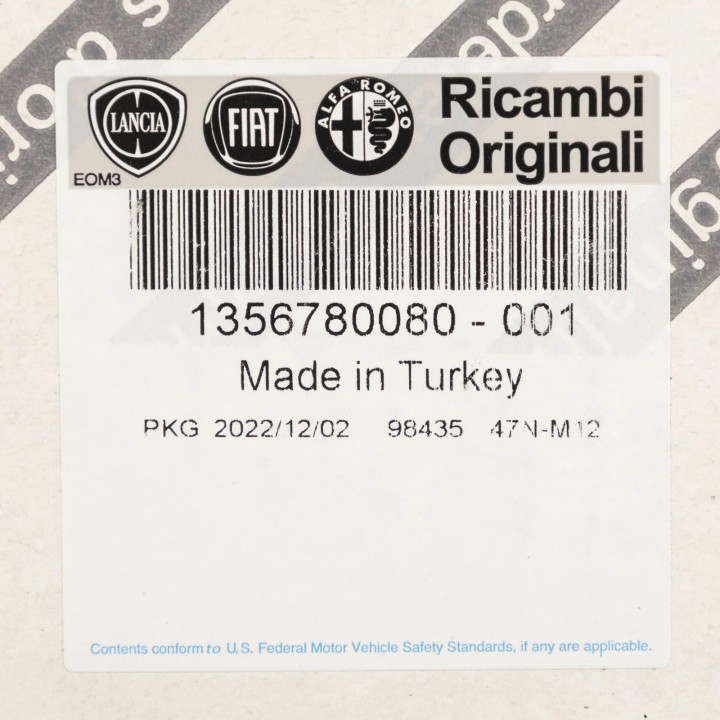 LANCIA
FIAT
ALFA ROMEO
Ricambi
Originali
EOM3
1356780080 - 001
Made in Turkey
PKG 2022/12/02 98435 47N-M12
Contents conform to U.S. Federal Motor Vehicle Safety Standards, if any are applicable.